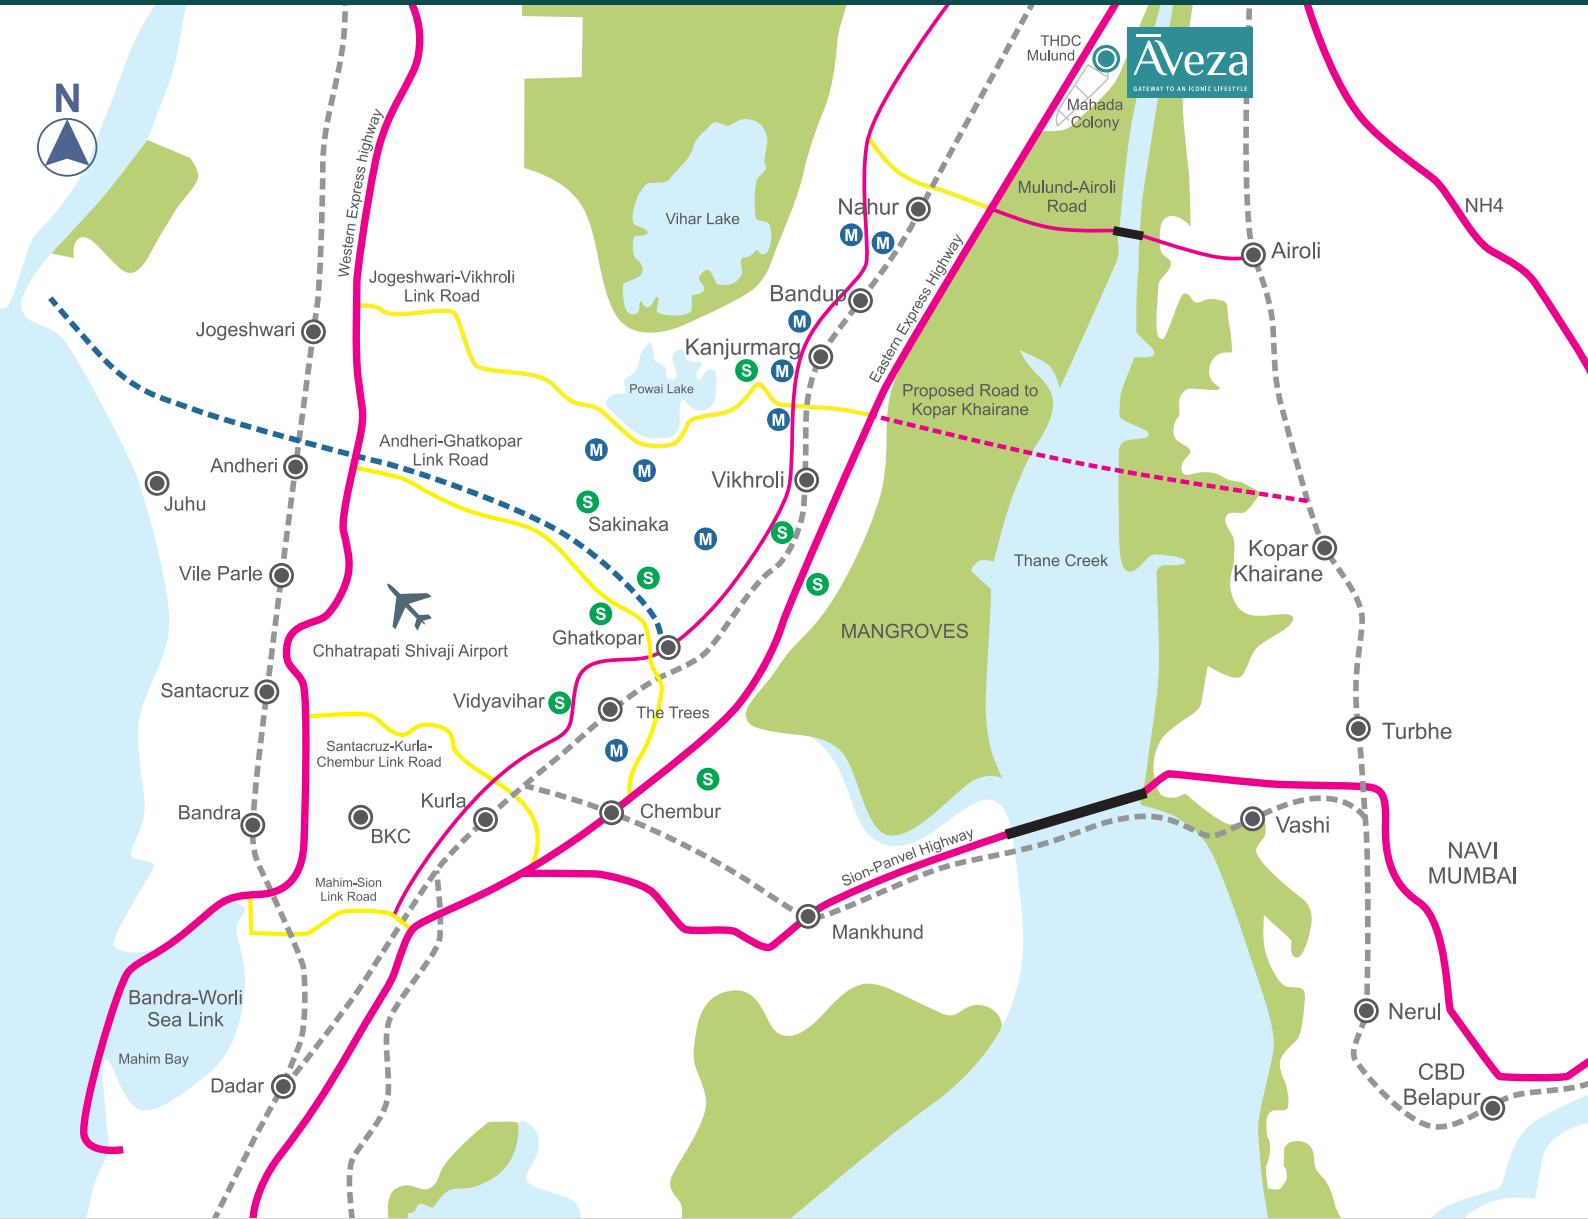 THDC
Mulund
ĀVeza
GATEWAY TO AN ICONIC LIFESTYLE
N
Mahada
Colony
Western Express highway
Vihar Lake
Nahur
M
M
Mulund-Airoli
Road
NH4
Airoli
Jogeshwari-Vikhroli
Link Road
Bandup
M
Eastern Express Highway
Jogeshwari
Kanjurmarg
S
M
Powai Lake
Proposed Road to
Kopar Khairane
M
Andheri-Ghatkopar
Link Road
M
M
Andheri
Juhu
Vikhroli
S
Sakinaka
M
S
Thane Creek
Kopar
Khairane
Vile Parle
S
S
S
Ghatkopar
MANGROVES
Chhatrapati Shivaji Airport
Santacruz
Vidyavihar
S
The Trees
Turbhe
Santacruz-Kurla-
Chembur Link Road
M
S
Bandra
BKC
Kurla
Chembur
Vashi
Sion-Panvel Highway
NAVI
MUMBAI
Mahim-Sion
Link Road
Mankhund
Bandra-Worli
Sea Link
Nerul
Mahim Bay
Dadar
CBD
Belapur